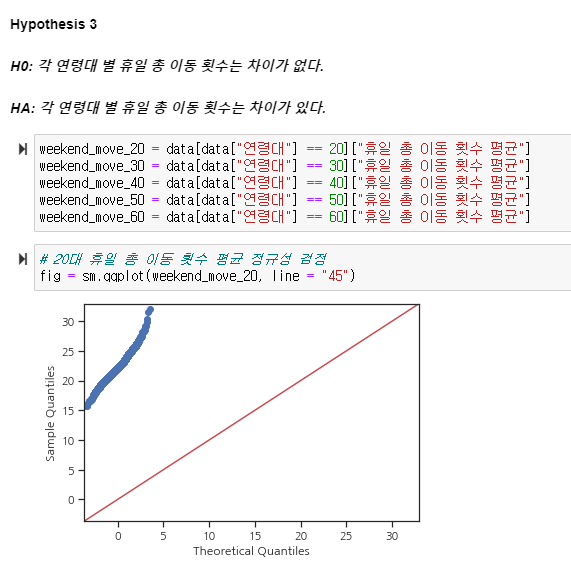 Hypothesis 3
H0: 각 연령대 별 휴일 총 이동 횟수는 차이가 없다.
HA: 각 연령대 별 휴일 총 이동 횟수는 차이가 있다.
weekend_move_20 = data[data["연령대"] == 20]["휴일 총 이동 횟수 평균"]
weekend_move_30 = data[data["연령대"] == 30]["휴일 총 이동 횟수 평균"]
weekend_move_40 = data[data["연령대"] == 40]["휴일 총 이동 횟수 평균"]
weekend_move_50 = data[data["연령대"] == 50]["휴일 총 이동 횟수 평균"]
weekend_move_60 = data[data["연령대"] == 60]["휴일 총 이동 횟수 평균"]
# 20대 휴일 총 이동 횟수 평균 정규성 검정
fig = sm.qqplot(weekend_move_20, line = "45")
30
25
20
15
10
5
0
Sample Quantiles
0 5 10 15 20 25 30
Theoretical Quantiles